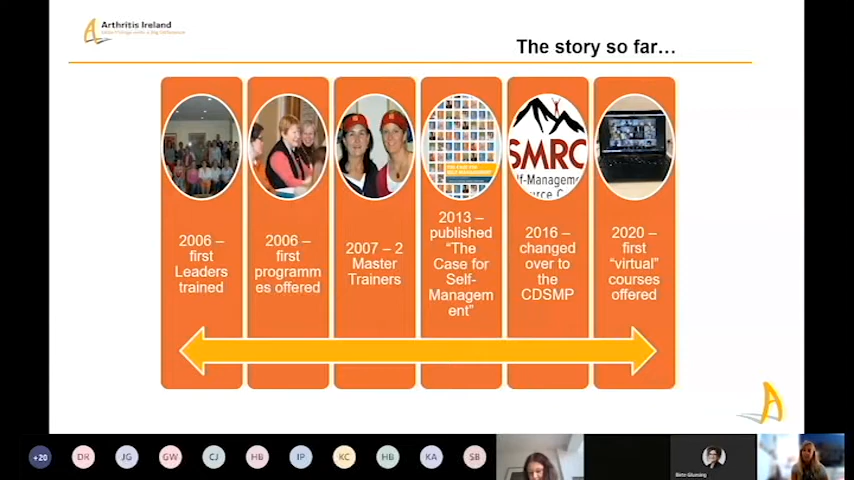 Arthritis Ireland
The story so far…
SMRC
Self-Manageme
2006 –
first
Leaders
trained
2006 –
first
programm
es offered
2007 – 2
Master
Trainers
2013 –
published
“The
Case for
Self-
Managem
ent”
2016 –
changed
over to
the
CDSMP
2020 –
first
“virtual”
courses
offered
+20
DR
JG
GW
CJ
HB
IP
KC
HB
KA
SB